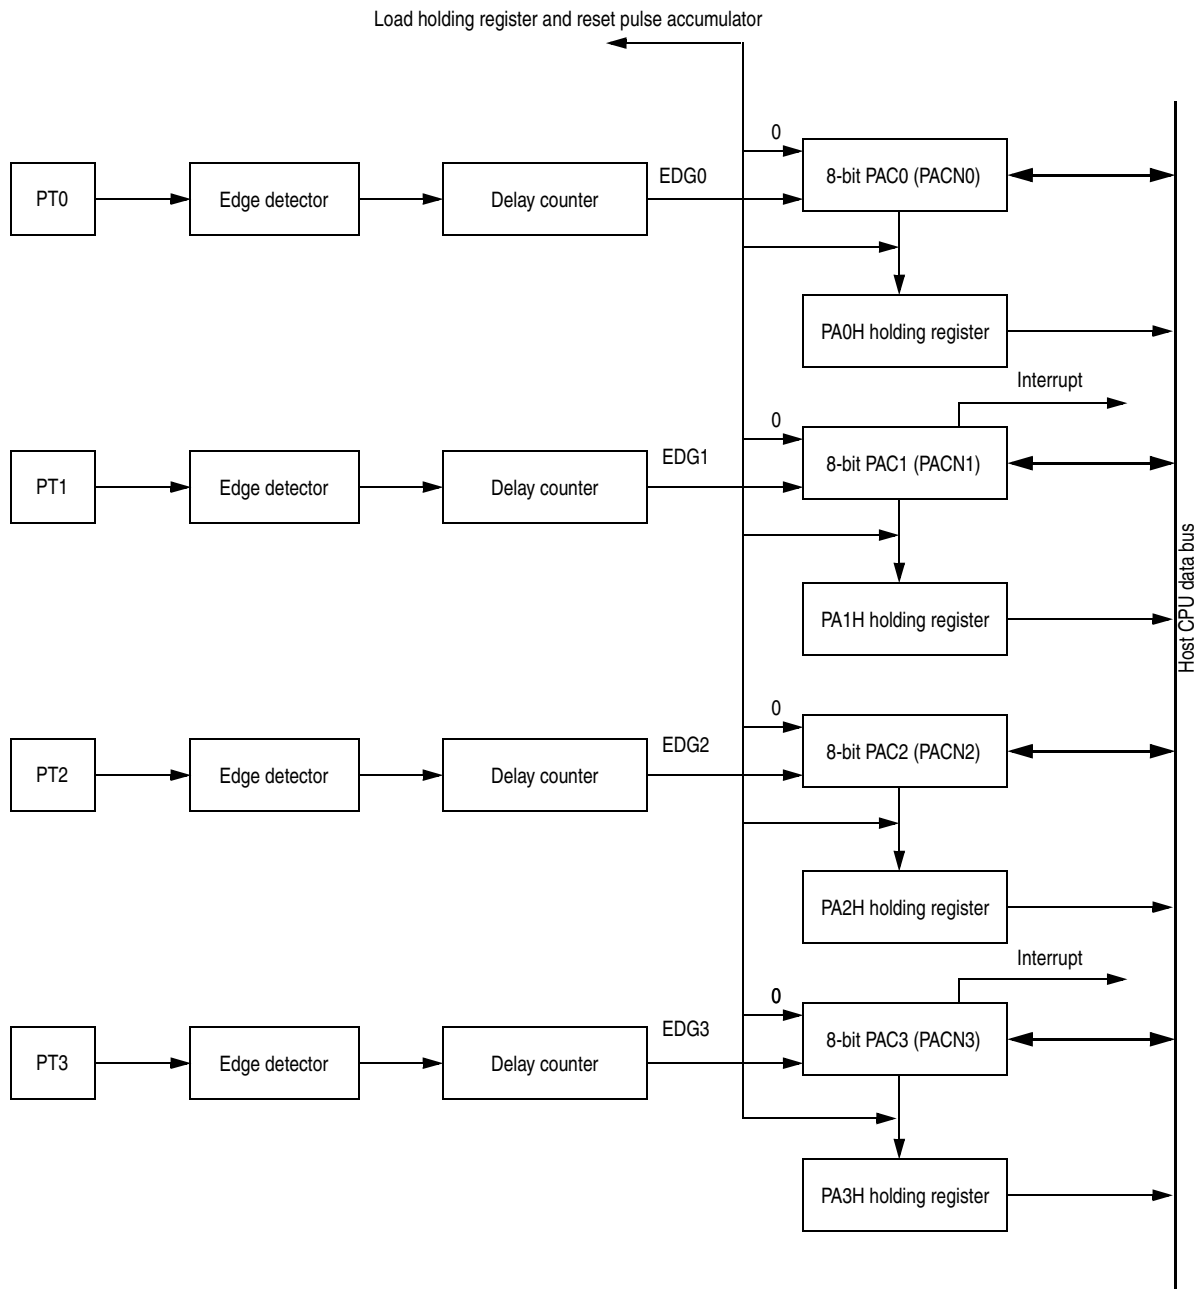 Load holding register and reset pulse accumulator
0
EDG0
PT0
Edge detector
Delay counter
8-bit PAC0 (PACN0)
PA0H holding register
Interrupt
0
EDG1
PT1
Edge detector
Delay counter
8-bit PAC1 (PACN1)
PA1H holding register
Host CPU data bus
0
EDG2
PT2
Edge detector
Delay counter
8-bit PAC2 (PACN2)
PA2H holding register
Interrupt
0
EDG3
PT3
Edge detector
Delay counter
8-bit PAC3 (PACN3)
PA3H holding register